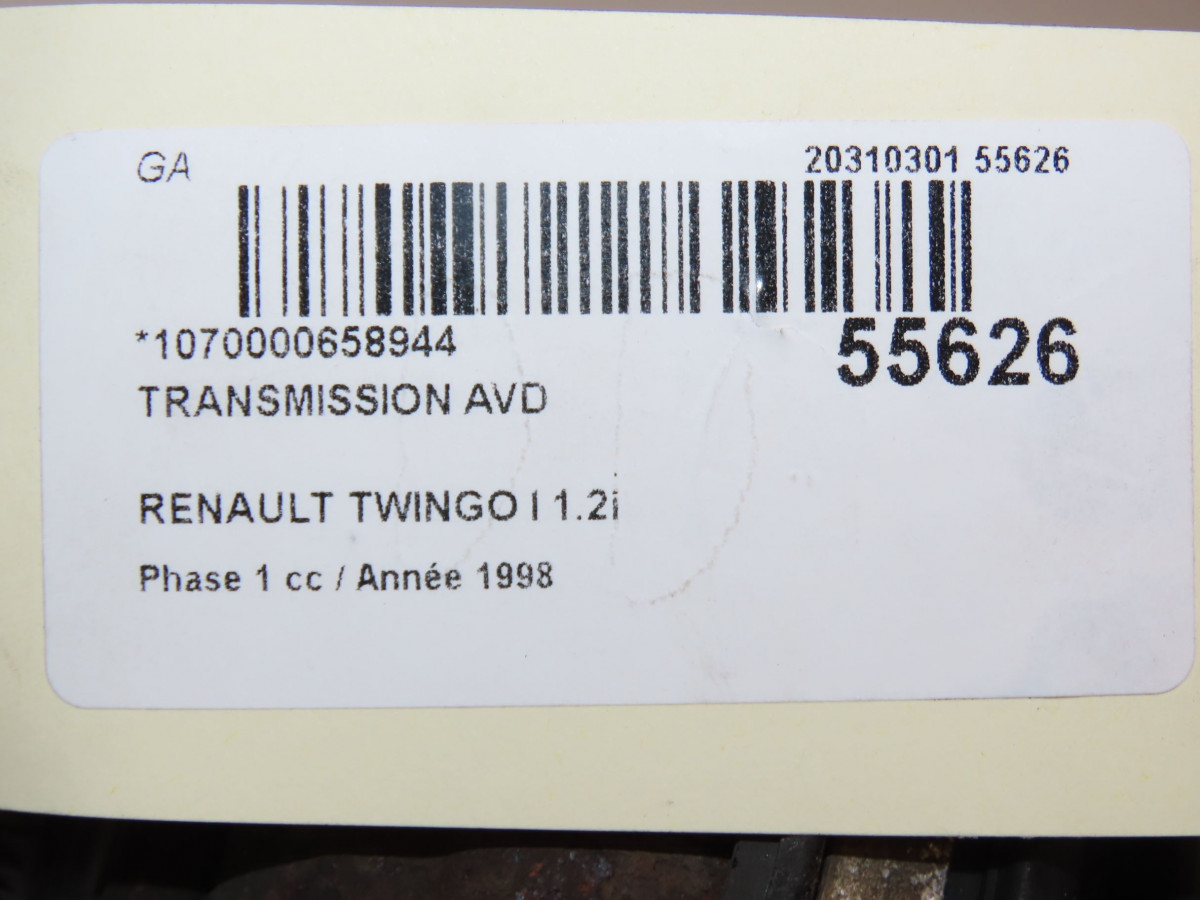 GA
20310301 55626
*1070000658944
55626
TRANSMISSION AVD
RENAULT TWINGO I 1.2i
Phase 1 cc / Année 1998